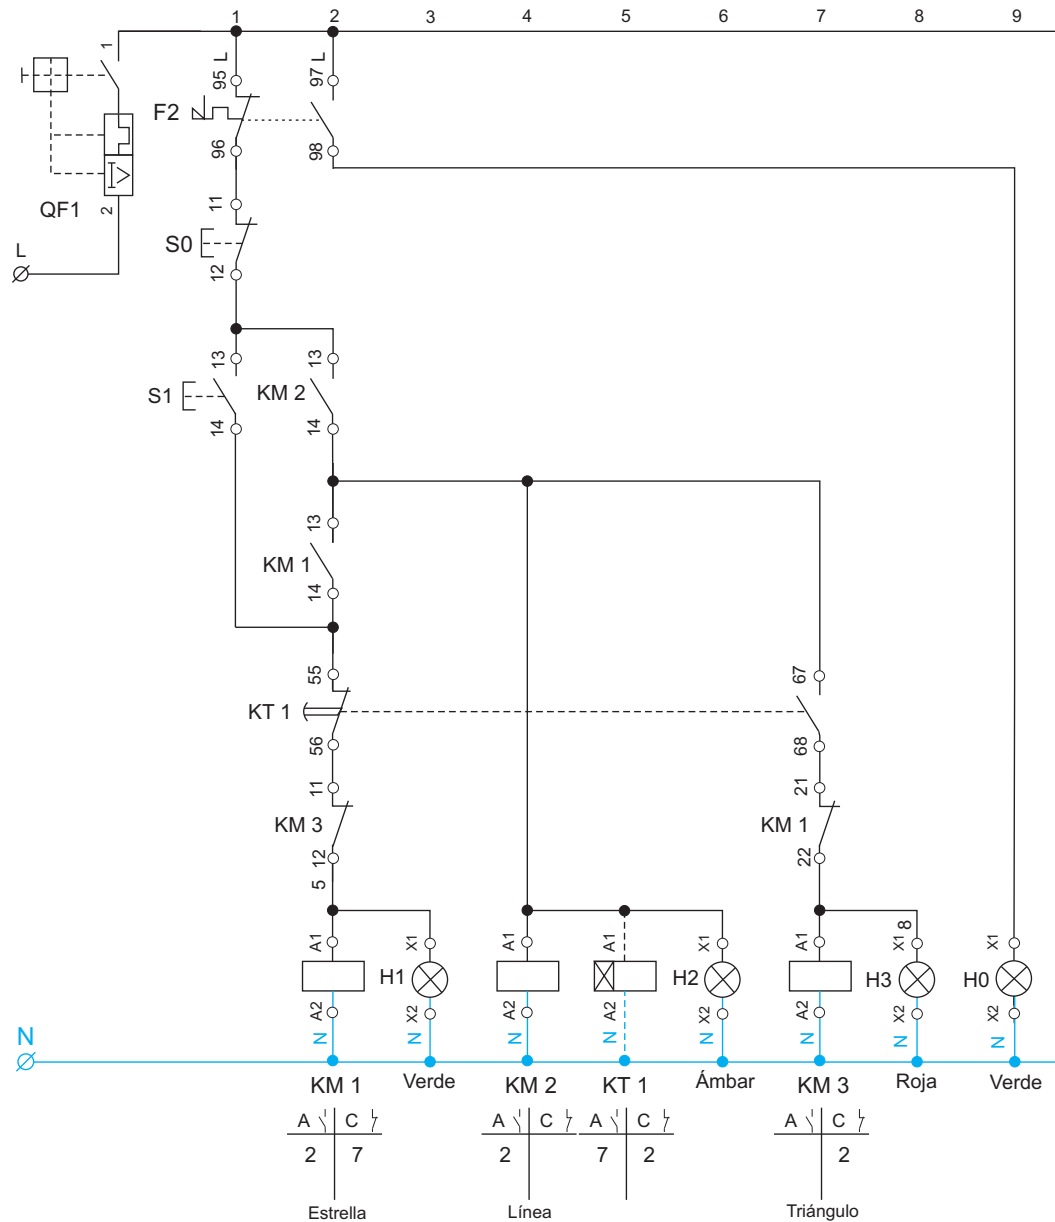 1 2 3 4 5 6 7 8 9
1
95 L
97 L
F2
96
98
QF1
2
11
L
S0
12
13
13
S1
KM 2
14
14
13
KM 1
14
55
67
KT 1
56
68
11
21
KM 3
KM 1
12
22
5
8
A1 X1 A1 A1 X1 A1 X1 X1
H1 H2 H3 H0
A2 X2 A2 A2 X2 A2 X2 X2
N N N N N N N N
N
KM 1 Verde KM 2 KT 1 Ámbar KM 3 Roja Verde
A C A C A C A C
2 7 2 7 2 2
Estrella Línea Triángulo